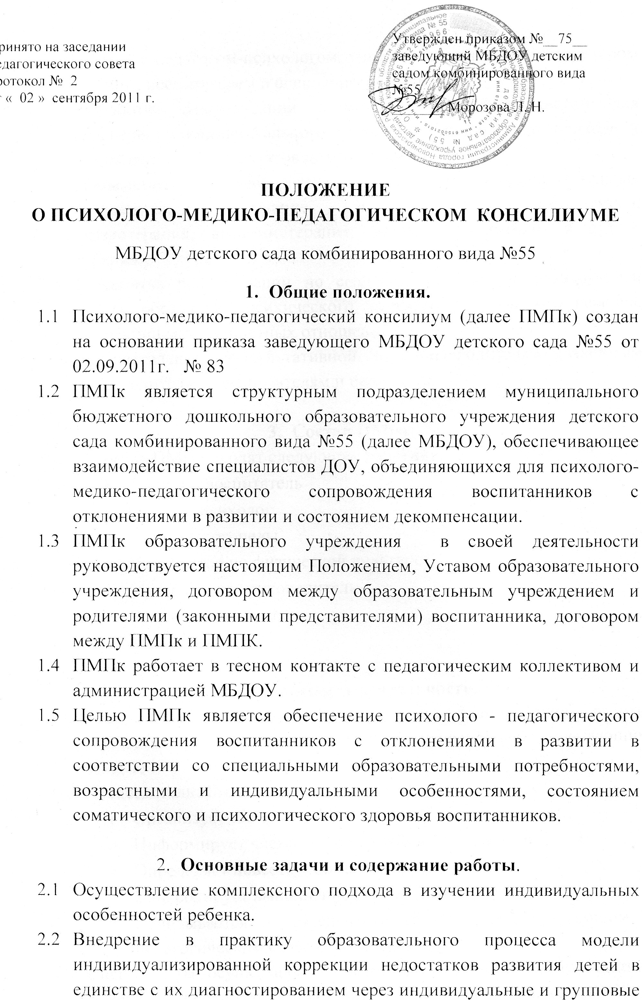 ринято на заседании
едагогического совета
ротокол № 2
« 02 » сентября 2011 г.
Утвержден приказом №__75__
заведующий МБДОУ детским
садом комбинированного вида
№55
Морозова Л. Н.
ПОЛОЖЕНИЕ
О ПСИХОЛОГО-МЕДИКО-ПЕДАГОГИЧЕСКОМ КОНСИЛИУМЕ
МБДОУ детского сада комбинированного вида №55
1. Общие положения.
1.1 Психолого-медико-педагогический консилиум (далее ПМПк) создан
на основании приказа заведующего МБДОУ детского сада №55 от
02.09.2011г. № 83
1.2 ПМПк является структурным подразделением муниципального
бюджетного дошкольного образовательного учреждения детского
сада комбинированного вида №55 (далее МБДОУ), обеспечивающее
взаимодействие специалистов ДОУ, объединяющихся для психолого-
медико-педагогического сопровождения воспитанников с
отклонениями в развитии и состоянием декомпенсации.
1.3 ПМПк образовательного учреждения в своей деятельности
руководствуется настоящим Положением, Уставом образовательного
учреждения, договором между образовательным учреждением и
родителями (законными представителями) воспитанника, договором
между ПМПк и ПМПК.
1.4 ПМПк работает в тесном контакте с педагогическим коллективом и
администрацией МБДОУ.
1.5 Целью ПМПк является обеспечение психолого - педагогического
сопровождения воспитанников с отклонениями в развитии в
соответствии со специальными образовательными потребностями,
возрастными и индивидуальными особенностями, состоянием
соматического и психологического здоровья воспитанников.
2. Основные задачи и содержание работы.
2.1 Осуществление комплексного подхода в изучении индивидуальных
особенностей ребенка.
2.2 Внедрение в практику образовательного процесса модели
индивидуализированной коррекции недостатков развития детей в
единстве с их диагностированием через индивидуальные и групповые